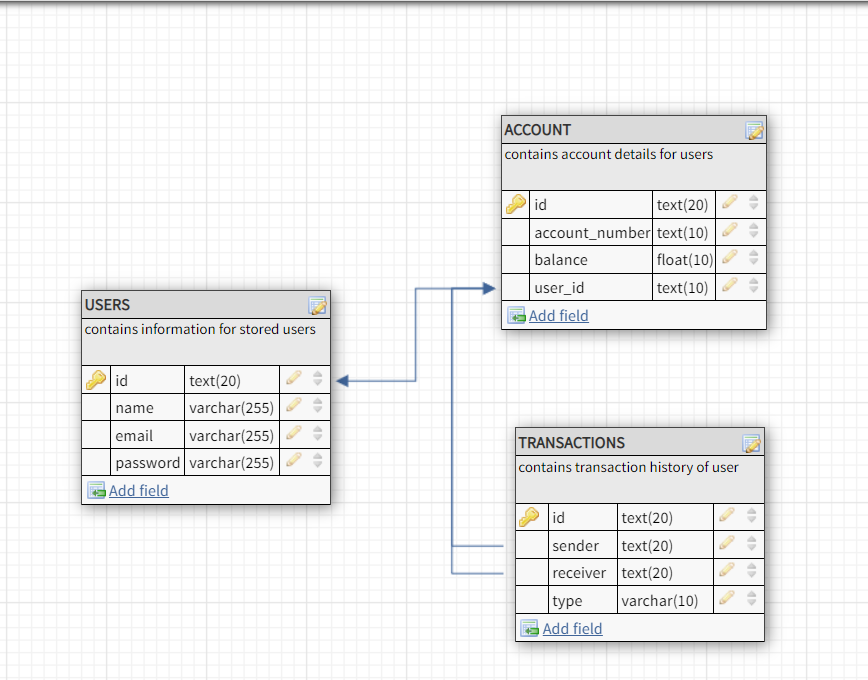 ACCOUNT
contains account details for users
id text(20)
account_number text(10)
balance float(10)
user_id text(10)
Add field
USERS
contains information for stored users
id text(20)
name varchar(255)
email varchar(255)
password varchar(255)
Add field
TRANSACTIONS
contains transaction history of user
id text(20)
sender text(20)
receiver text(20)
type varchar(10)
Add field